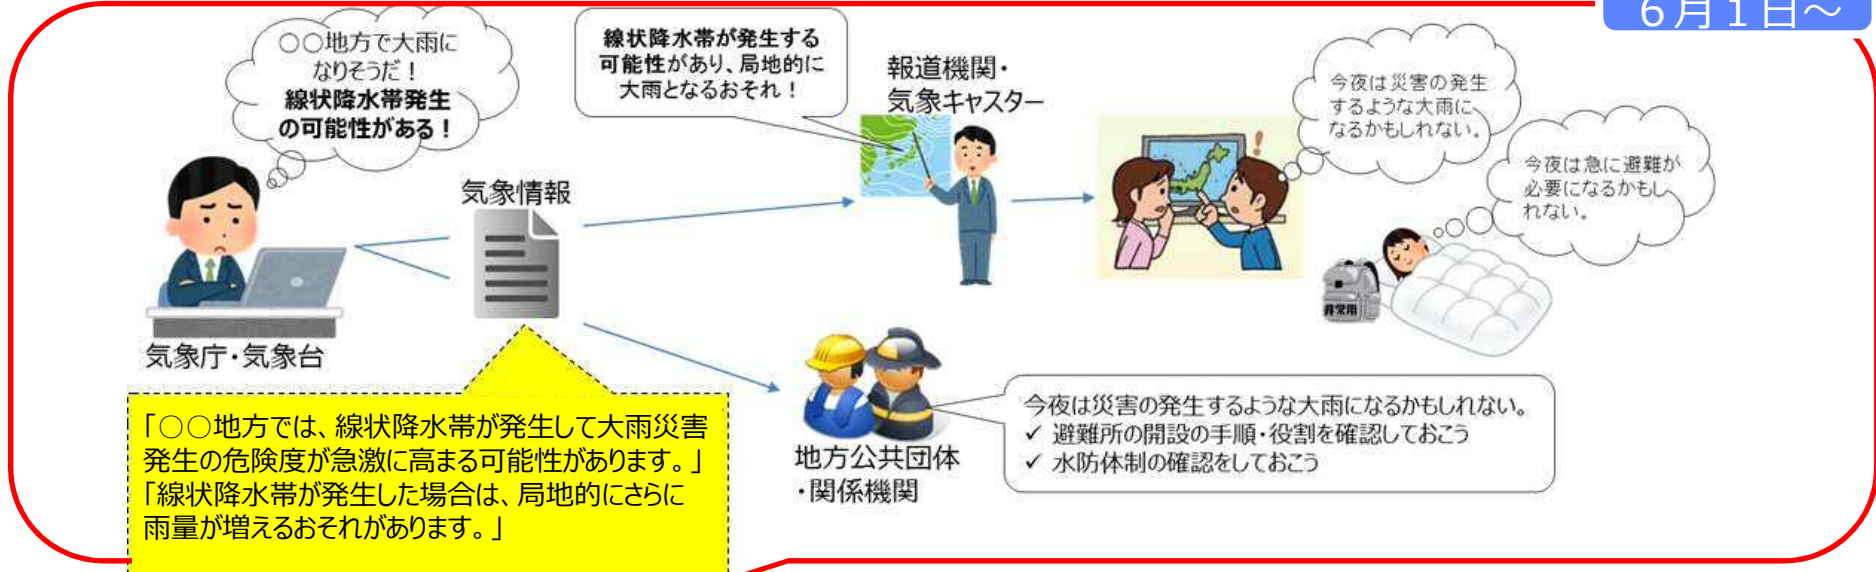 6月1日～
○○地方で大雨に
なりそうだ！
線状降水帯発生
の可能性がある！
線状降水帯が発生する
可能性があり、局地的に
大雨となるおそれ！
報道機関・
気象キャスター
今夜は災害の発生
するような大雨に
なるかもしれない。
今夜は急に避難が
必要になるかもし
れない。
気象情報
非常用
気象庁・気象台
「○○地方では、線状降水帯が発生して大雨災害
発生の危険度が急激に高まる可能性があります。」
「線状降水帯が発生した場合は、局地的にさらに
雨量が増えるおそれがあります。」
地方公共団体
・関係機関
今夜は災害の発生するような大雨になるかもしれない。
✓ 避難所の開設の手順・役割を確認しておこう
✓ 水防体制の確認をしておこう